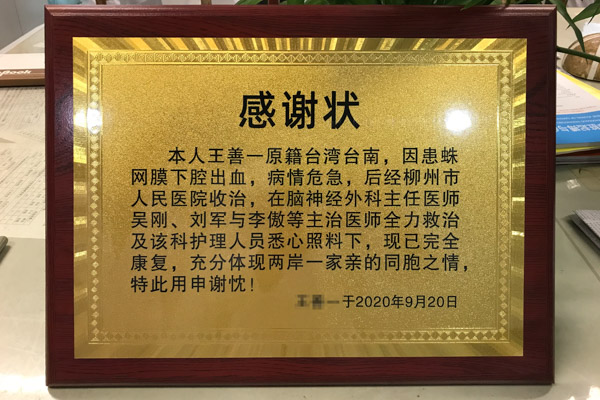 感谢状
本人王善一原籍台湾台南，因患蛛
网膜下腔出血，病情危急，后经柳州市
人民医院收治，在脑神经外科主任医师
吴刚、刘军与李傲等主治医师全力救治
及该科护理人员悉心照料下，现已完全
康复，充分体现两岸一家亲的同胞之情，
特此用申谢忱！
一于2020年9月20日